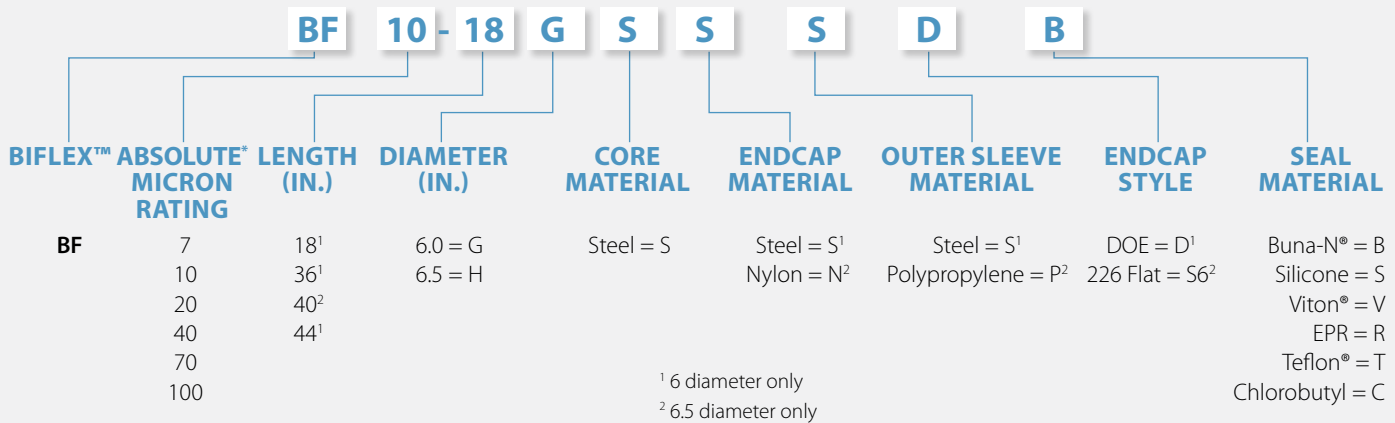 BF 10 - 18 G S S S D B
BIFLEX™ ABSOLUTE* MICRON RATING
LENGTH (IN.)
DIAMETER (IN.)
CORE MATERIAL
ENDCAP MATERIAL
OUTER SLEEVE MATERIAL
ENDCAP STYLE
SEAL MATERIAL
BF 7 18¹ 6.0 = G Steel = S Steel = S¹ Steel = S¹ DOE = D¹ Buna-N® = B
10 36¹ 6.5 = H Nylon = N² Polypropylene = P² 226 Flat = S6² Silicone = S
20 40² Viton® = V
40 44¹ EPR = R
70 Teflon® = T
100 Chlorobutyl = C
¹ 6 diameter only
² 6.5 diameter only